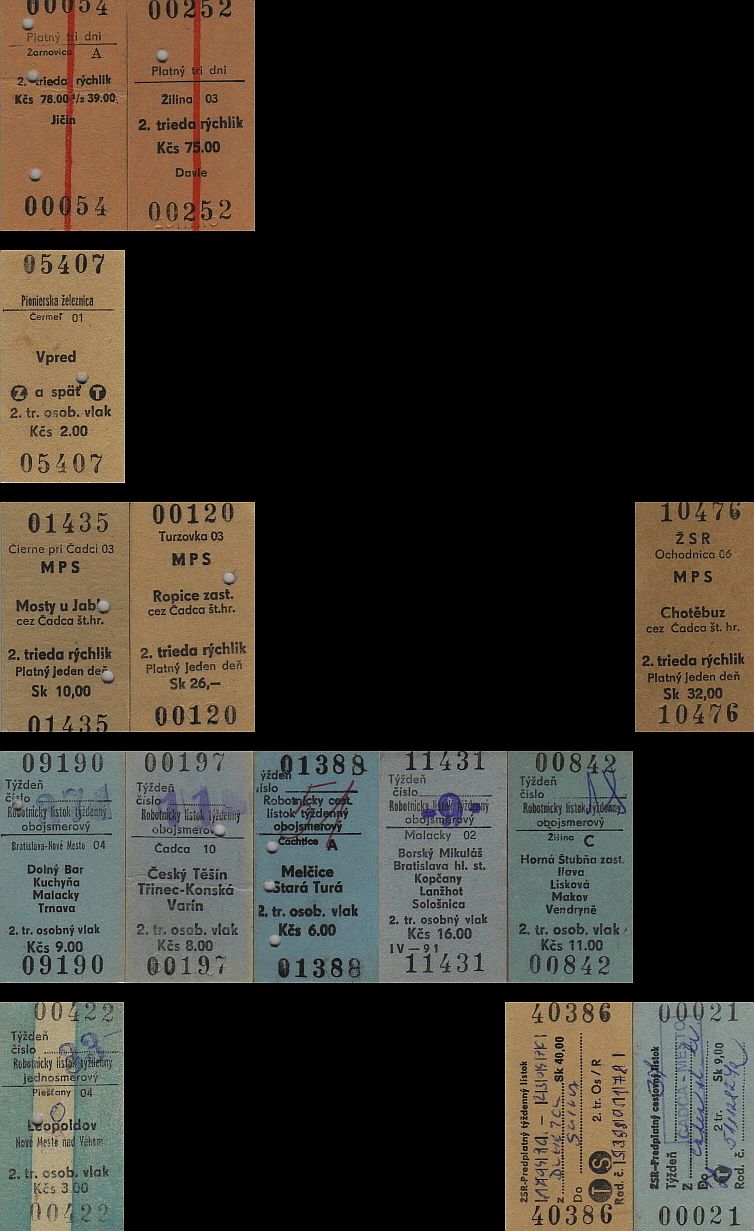 00054
Platný tri dni
Žarnovica A
2. trieda rýchlik
Kčs 78.00 1/2 39.00
Jičín
00054
00252
Platný tri dni
Žilina 03
2. trieda rýchlik
Kčs 75.00
Davle
00252
05407
Pionierska železnica
Čermeľ 01
Vpred
Z a späť T
2. tr. osob. vlak
Kčs 2.00
05407
01435
Čierne pri Čadci 03
MPS
Mosty u Jabl
cez Čadca št.hr.
2. trieda rýchlik
Platný jeden deň
Sk 10,00
01435
00120
Turzovka 03
MPS
Ropice zast.
cez Čadca št.hr.
2. trieda rýchlik
Platný jeden deň
Sk 26,—
00120
10476
ŽSR
Ochodnica 06
MPS
Chotěbuz
cez Čadca št. hr.
2. trieda rýchlik
Platný jeden deň
Sk 32,00
10476
09190
Týždeň
číslo
Robotnícky lístok týždenný
obojsmerový
Bratislava-Nové Mesto 04
Dolný Bar
Kuchyňa
Malacky
Trnava
2. tr. osobný vlak
Kčs 9.00
09190
00197
Týždeň
číslo 11
Robotnícky lístok týždenný
obojsmerový
Čadca 10
Český Těšín
Třinec-Konská
Varín
2. tr. osob. vlak
Kčs 8.00
00197
01388
ýždeň
íslo
Robotnícky cest.
lístok týždenný
obojsmerový
Čachtice A
Melčice
Stará Turá
2. tr. osob. vlak
Kčs 6.00
01388
11431
Týždeň
číslo -9-
Robotnícky lístok týždenný
obojsmerový
Malacky 02
Borský Mikuláš
Bratislava hl. st.
Kopčany
Lanžhot
Sološnica
2. tr. osobný vlak
Kčs 16.00
IV—91
11431
00842
Týždeň
číslo
Robotnícky lístok týždenný
obojsmerový
Žilina C
Horná Štubňa zast.
Ilava
Lisková
Makov
Vendryně
2. tr. osob. vlak
Kčs 11.00
00842
00422
Týždeň
číslo 33
Robotnícky lístok týždenný
jednosmerový
Piešťany 04
Leopoldov
Nové Mesto nad Váhom
2. tr. osob. vlak
Kčs 3.00
00422
40386
ŽSR-Predplatný týždenný lístok
Z Sk 40,00
Do
T S 2. tr. Os/R
Rod. č.
40386
00021
ŽSR-Predplatný cestovný lístok
Týždeň
ČADCA-MESTO
Z
Do
T 2 tr. Sk 9,00
Rod. č.
00021